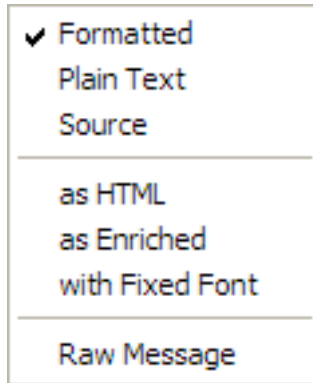 Formatted
Plain Text
Source
as HTML
as Enriched
with Fixed Font
Raw Message